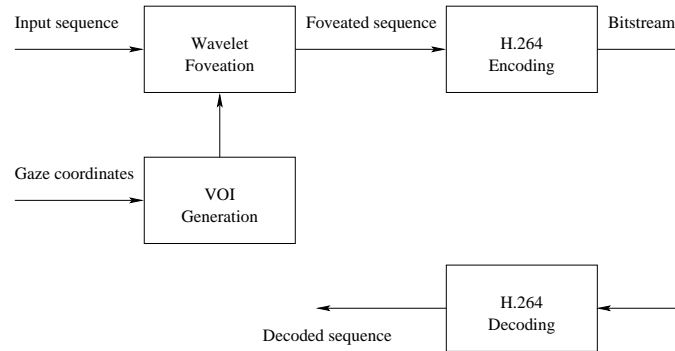 Input sequence
Wavelet
Foveation
Foveated sequence
H.264
Encoding
Bitstream
Gaze coordinates
VOI
Generation
H.264
Decoding
Decoded sequence